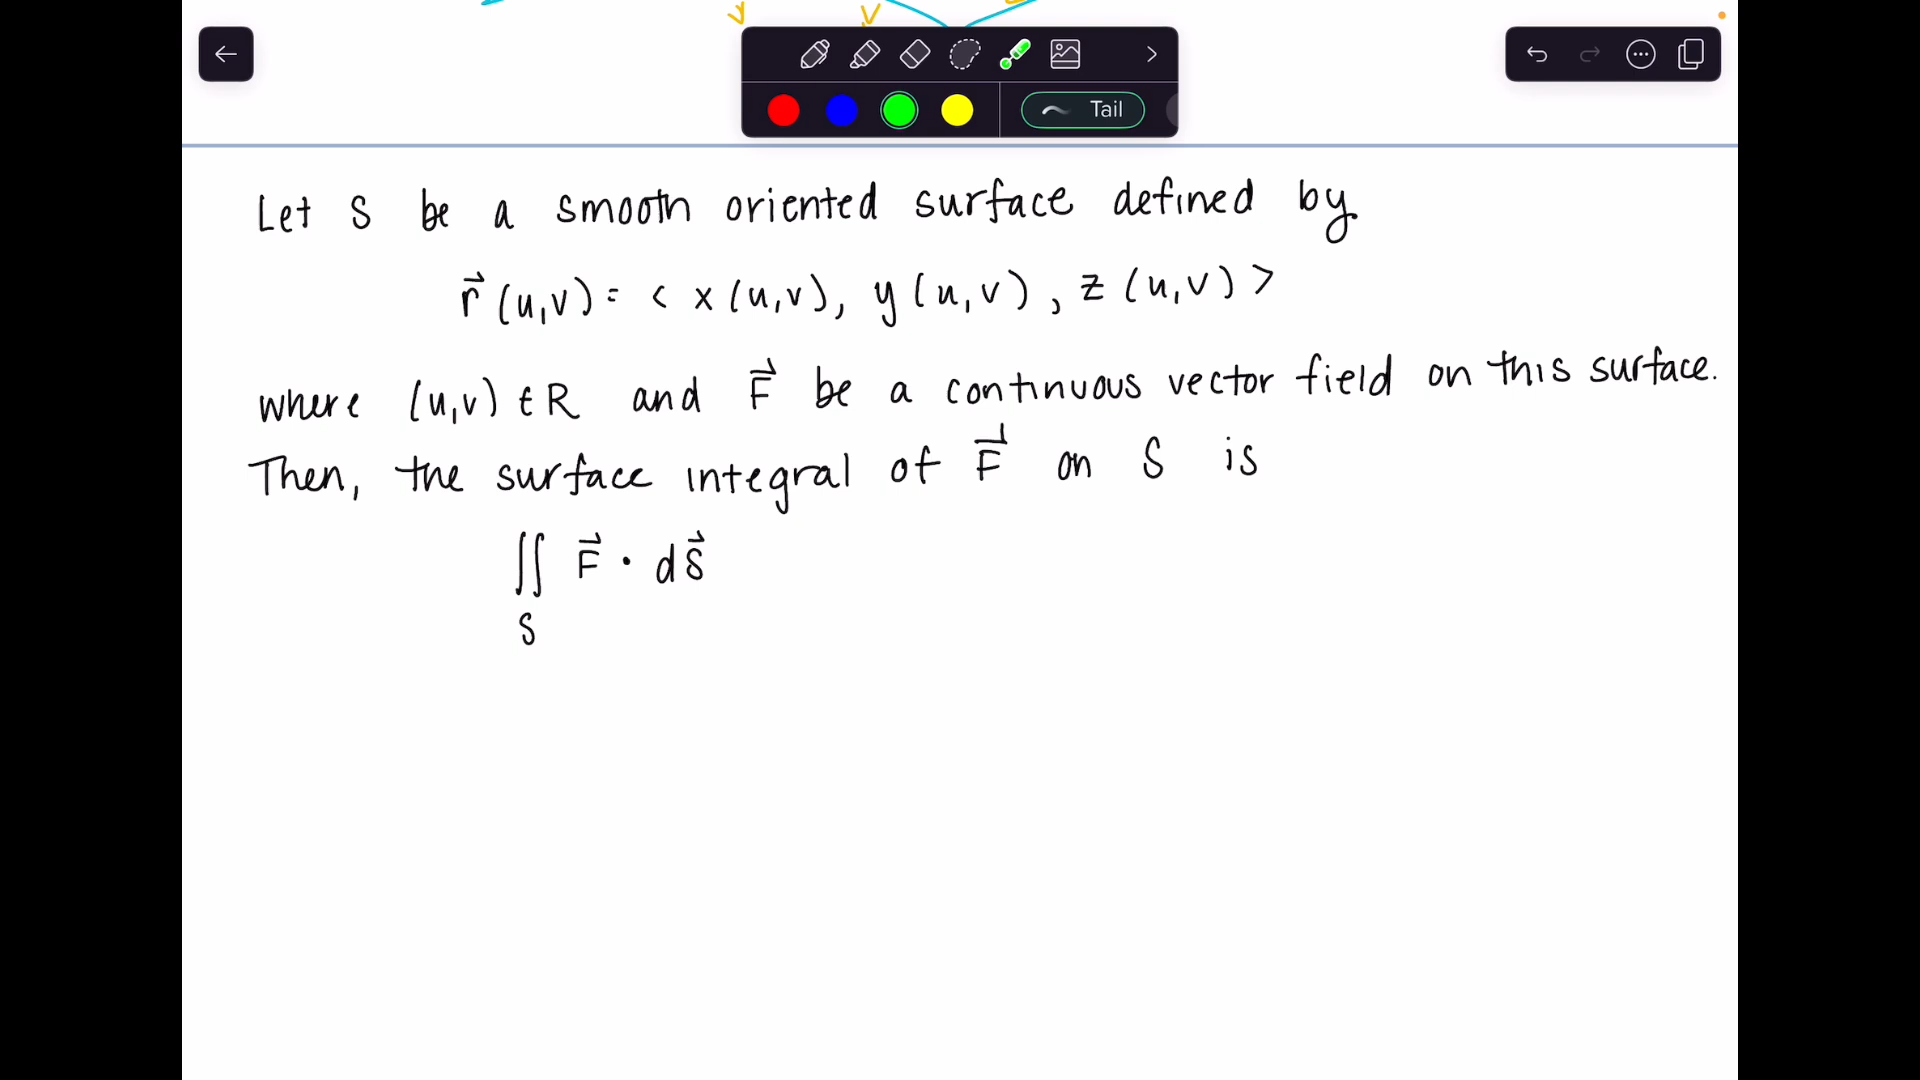 Tail
Let S be a smooth oriented surface defined by
r⃗ (u,v) = < x (u,v), y (u,v), z (u,v) >
where (u,v) ∈ R and F⃗ be a continuous vector field on this surface.
Then, the surface integral of F⃗ on S is
∬ F⃗ · dS⃗
S